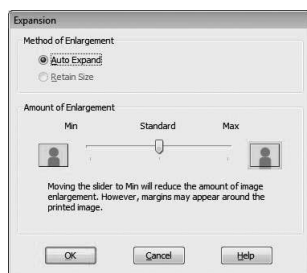 Expansion
Method of Enlargement
Auto Expand
Retain Size
Amount of Enlargement
Min Standard Max
Moving the slider to Min will reduce the amount of image
enlargement. However, margins may appear around the
printed image.
OK Cancel Help